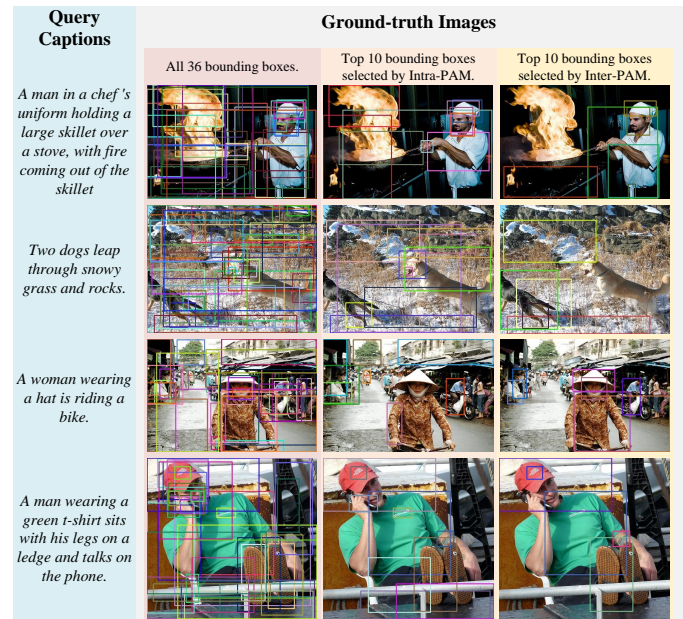 Query
Captions
Ground-truth Images
All 36 bounding boxes.
Top 10 bounding boxes
selected by Intra-PAM.
Top 10 bounding boxes
selected by Inter-PAM.
A man in a chef 's
uniform holding a
large skillet over
a stove, with fire
coming out of the
skillet
Two dogs leap
through snowy
grass and rocks.
A woman wearing
a hat is riding a
bike.
A man wearing a
green t-shirt sits
with his legs on a
ledge and talks on
the phone.